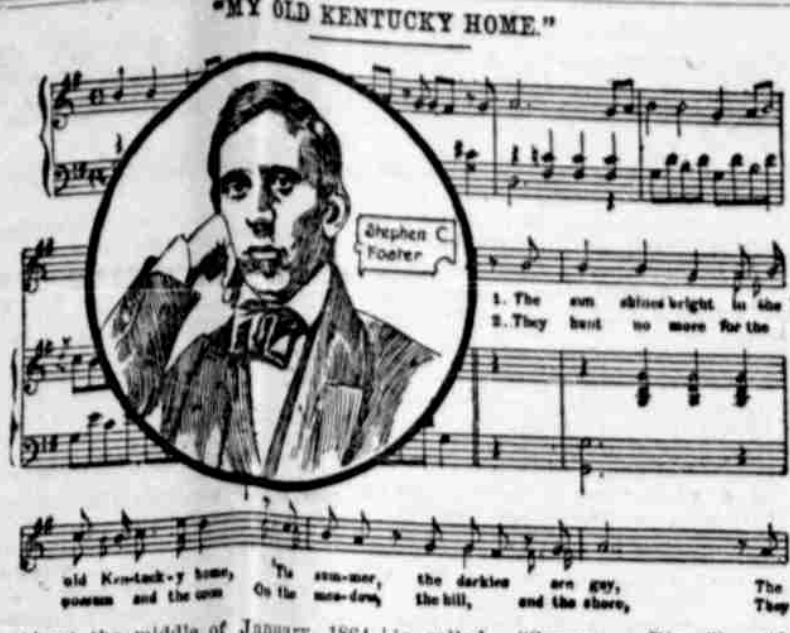 "MY OLD KENTUCKY HOME."
Stephen C.
Foster
1. The sun shines bright in the
2. They hunt no more for the
old Ken-tuck-y home, 'Tis sum-mer, the darkies are gay, The
possum and the coon On the mea-dow, the hill, and the shore, They
middle of January, 1864